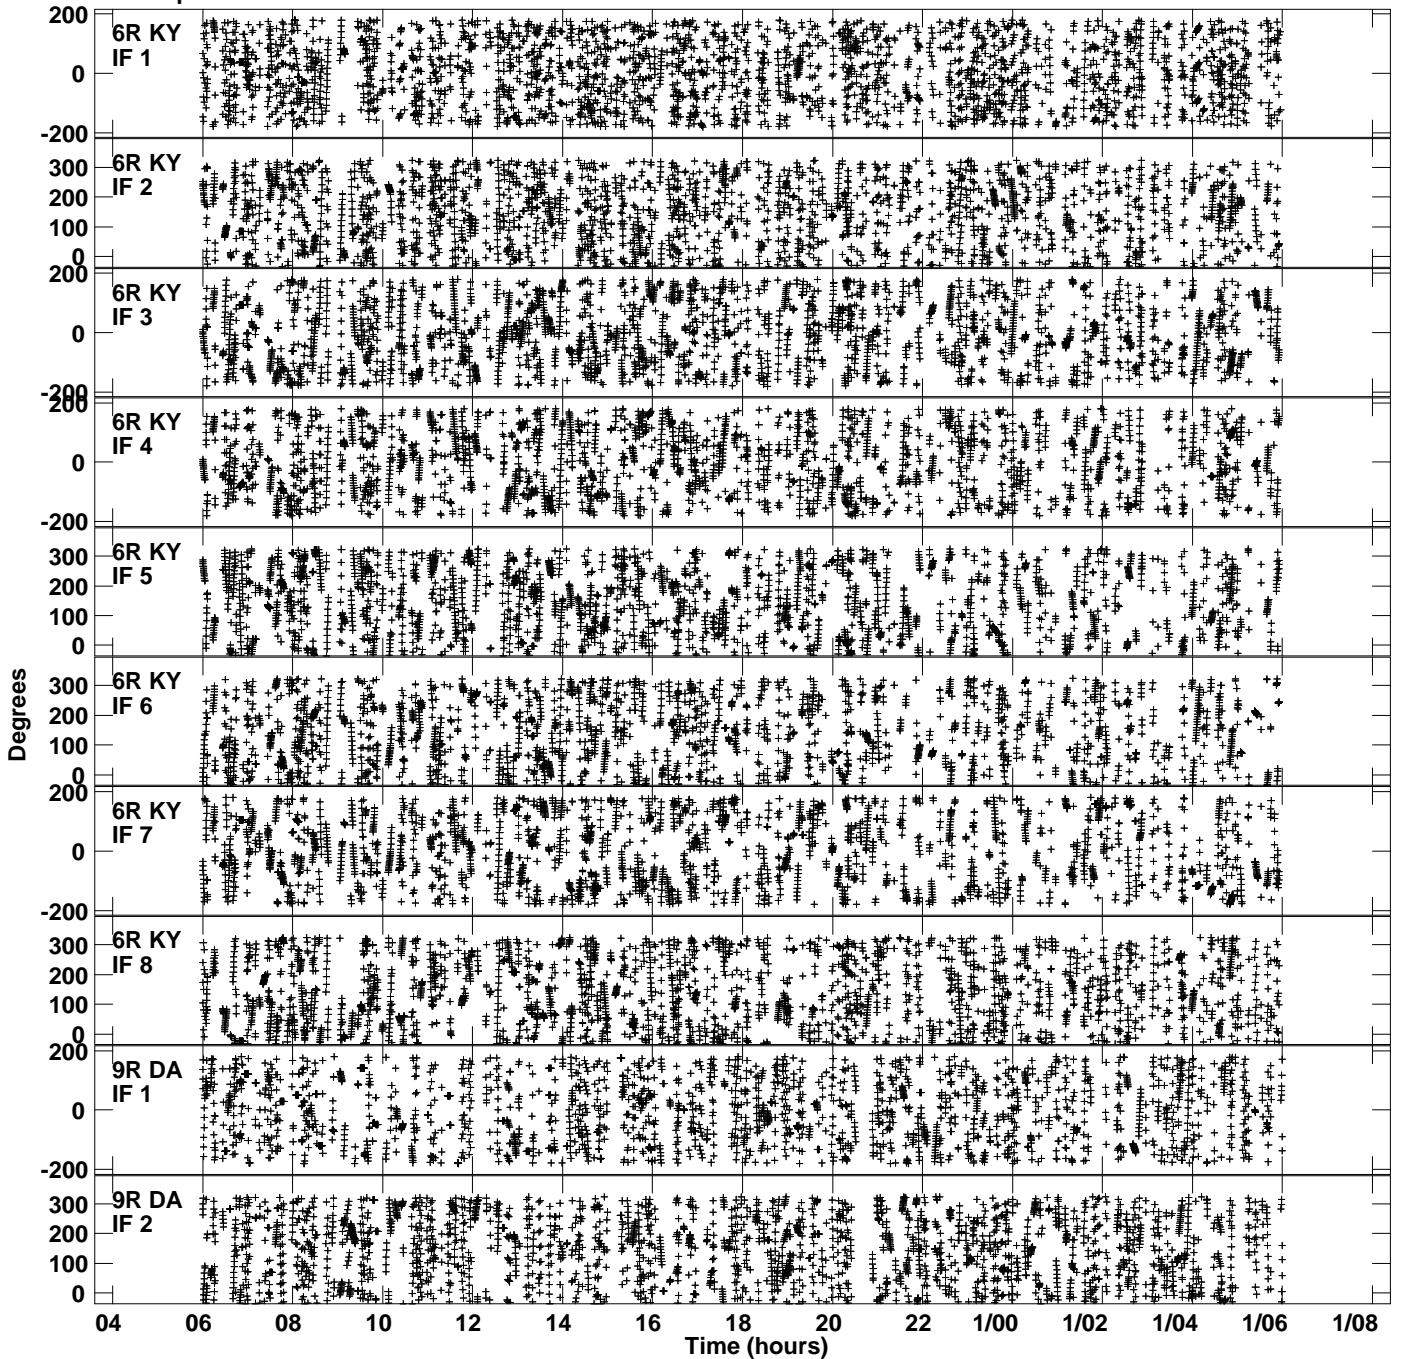 200
6R KY
IF 1
0
-200
6R KY
300
IF 2
200
100
0
200
6R KY
IF 3
0
-200
200
6R KY
IF 4
0
-200
6R KY
300
IF 5
200
100
0
6R KY
300
IF 6
200
100
0
200
6R KY
IF 7
0
-200
6R KY
300
IF 8
200
100
0
200
9R DA
IF 1
0
-200
9R DA
300
IF 2
200
100
0
Degrees
04 06 08 10 12 14 16 18 20 22 1/00 1/02 1/04 1/06 1/08
Time (hours)